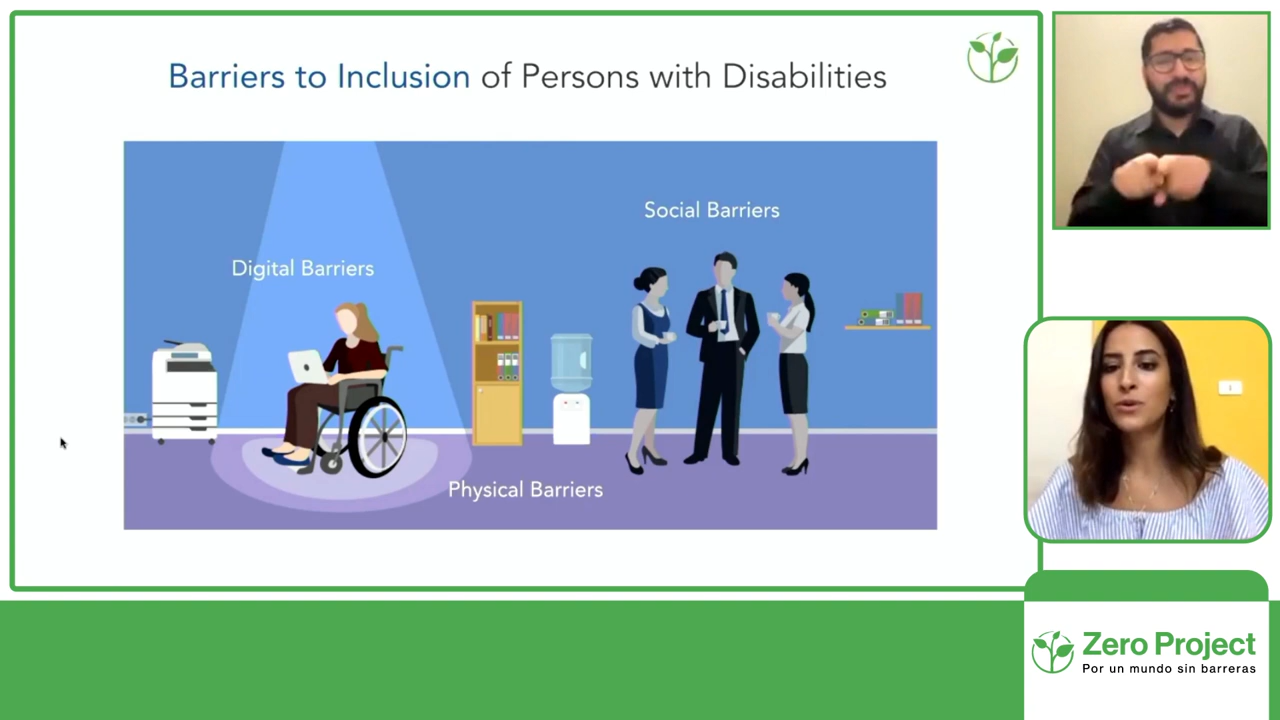 Barriers to Inclusion of Persons with Disabilities
Social Barriers
Digital Barriers
Physical Barriers
Zero Project
Por un mundo sin barreras